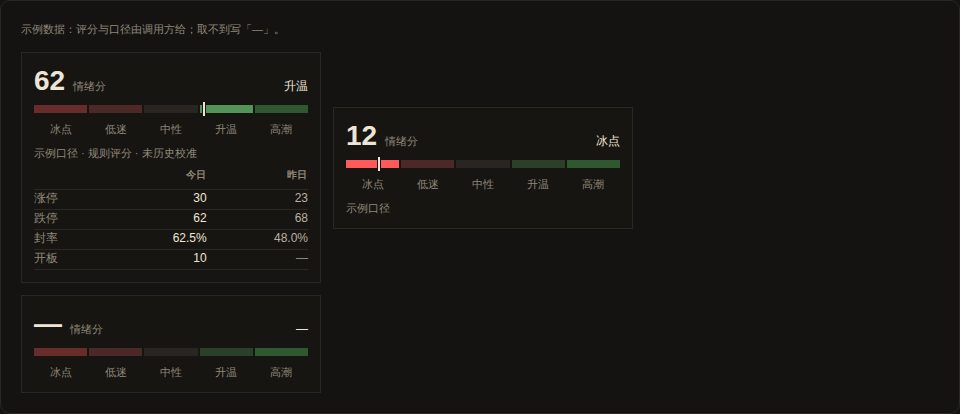 示例数据：评分与口径由调用方给；取不到写「—」。
62 情绪分 升温
冰点 低迷 中性 升温 高潮
示例口径 · 规则评分 · 未历史校准
今日 昨日
涨停 30 23
跌停 62 68
封率 62.5% 48.0%
开板 10 —
12 情绪分 冰点
冰点 低迷 中性 升温 高潮
示例口径
— 情绪分 —
冰点 低迷 中性 升温 高潮